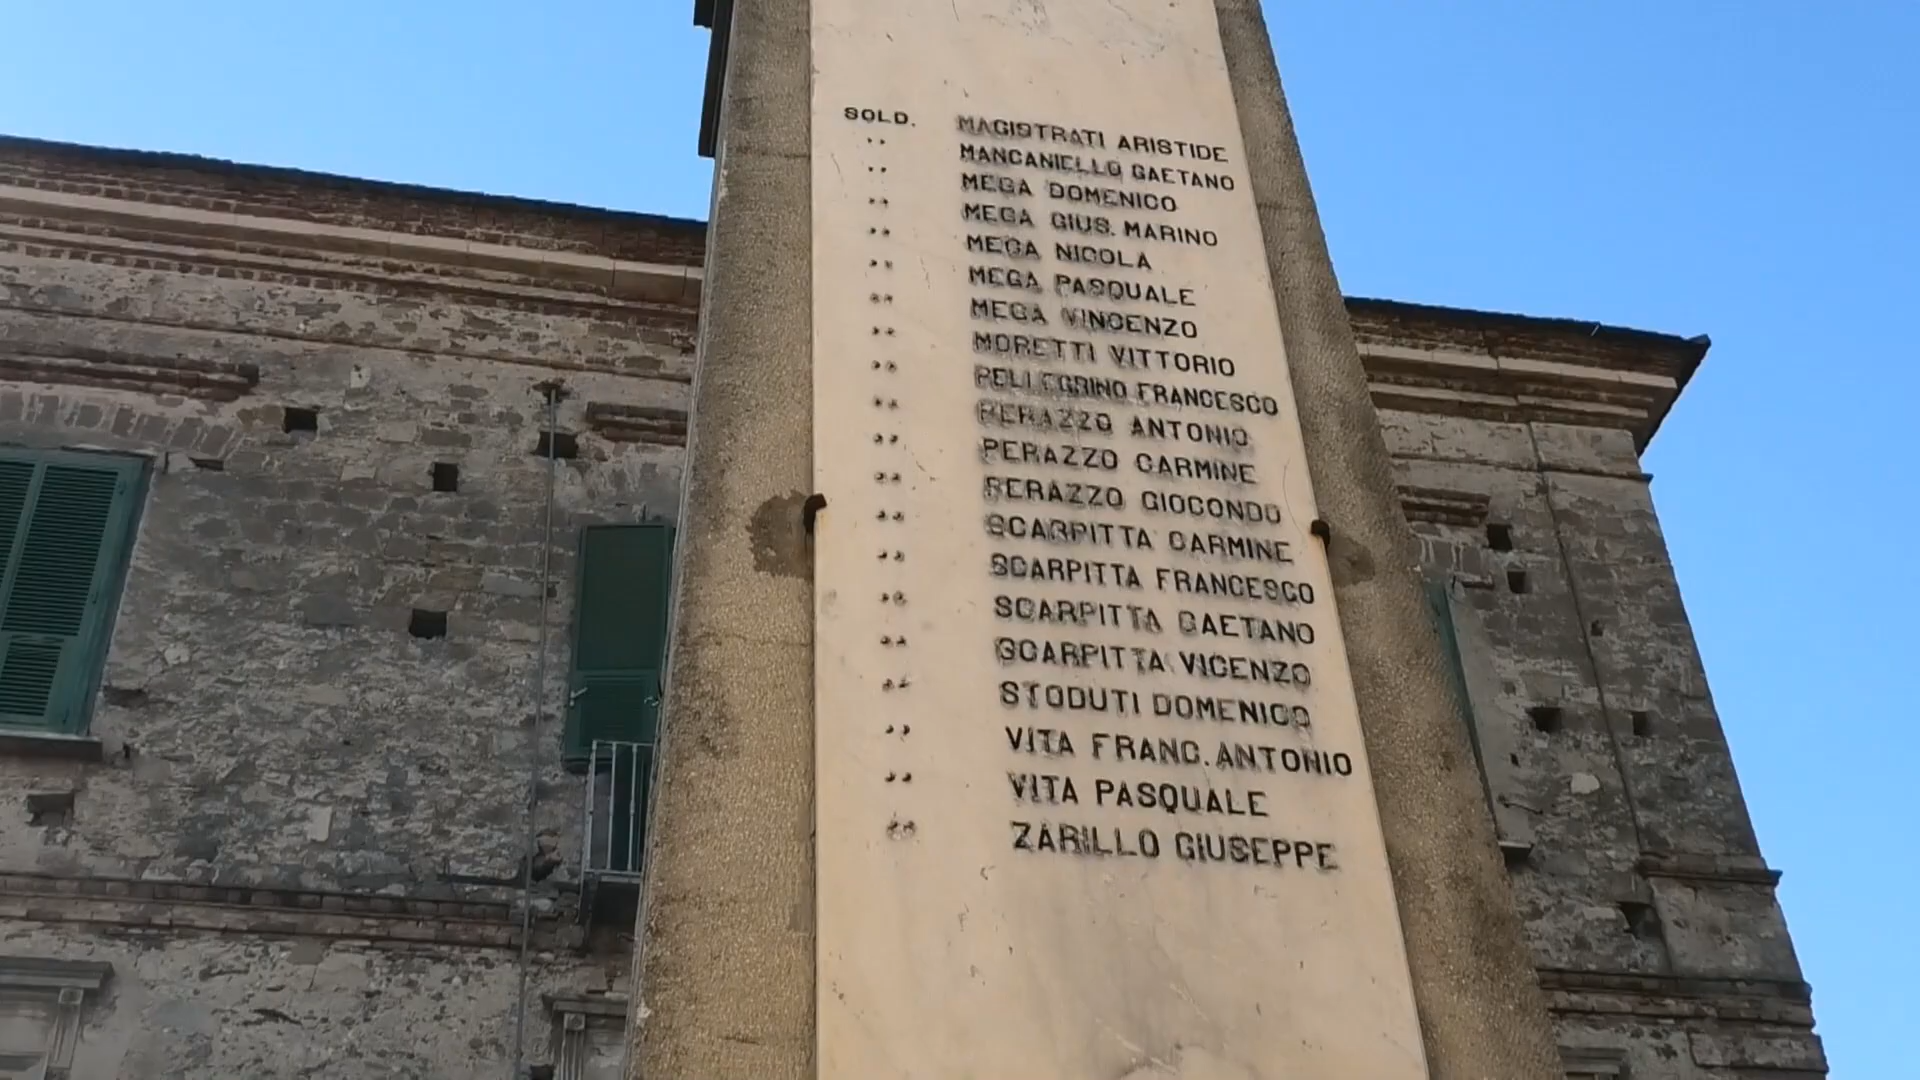 SOLD. MAGISTRATI ARISTIDE
,, MANCANIELLO GAETANO
,, MEGA DOMENICO
,, MEGA GIUS. MARINO
,, MEGA NICOLA
,, MEGA PASQUALE
,, MEGA VINCENZO
,, MORETTI VITTORIO
,, PELLEGRINO FRANCESCO
,, PERAZZO ANTONIO
,, PERAZZO CARMINE
,, PERAZZO GIOCONDO
,, SCARPITTA CARMINE
,, SCARPITTA FRANCESCO
,, SCARPITTA GAETANO
,, SCARPITTA VICENZO
,, STODUTI DOMENICO
,, VITA FRANC. ANTONIO
,, VITA PASQUALE
,, ZARILLO GIUSEPPE